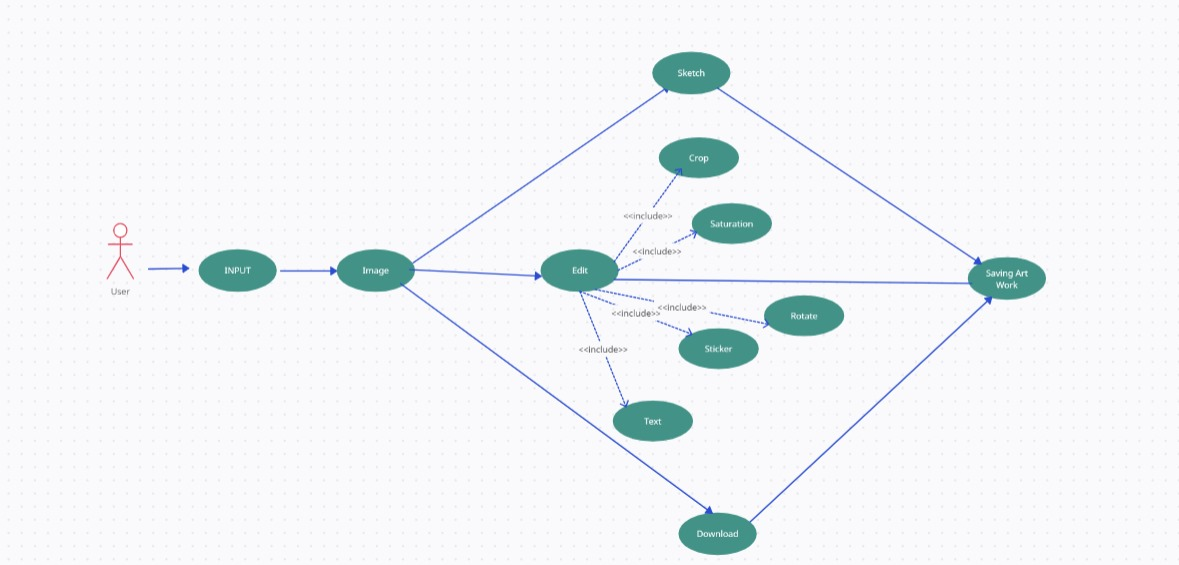 Sketch
Crop
<<include>>
Saturation
<<include>>
User
INPUT
Image
Edit
Saving Art
Work
<<include>>
<<include>>
Rotate
Sticker
<<include>>
Text
Download